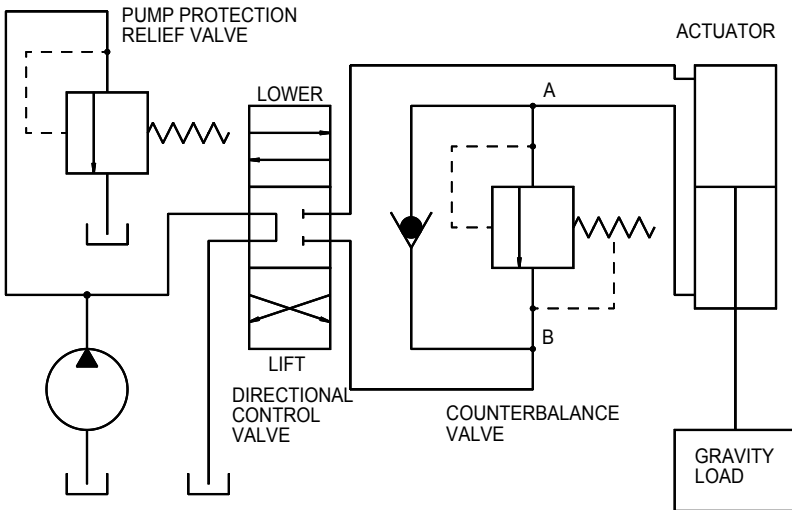 PUMP PROTECTION
RELIEF VALVE
ACTUATOR
LOWER
A
B
LIFT
DIRECTIONAL
CONTROL
VALVE
COUNTERBALANCE
VALVE
GRAVITY
LOAD